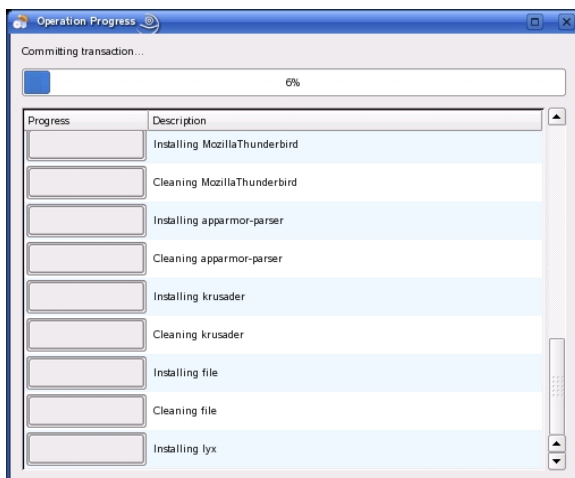 Operation Progress
Committing transaction...
6%
Progress Description
Installing MozillaThunderbird
Cleaning MozillaThunderbird
Installing apparmor-parser
Cleaning apparmor-parser
Installing krusader
Cleaning krusader
Installing file
Cleaning file
Installing lyx